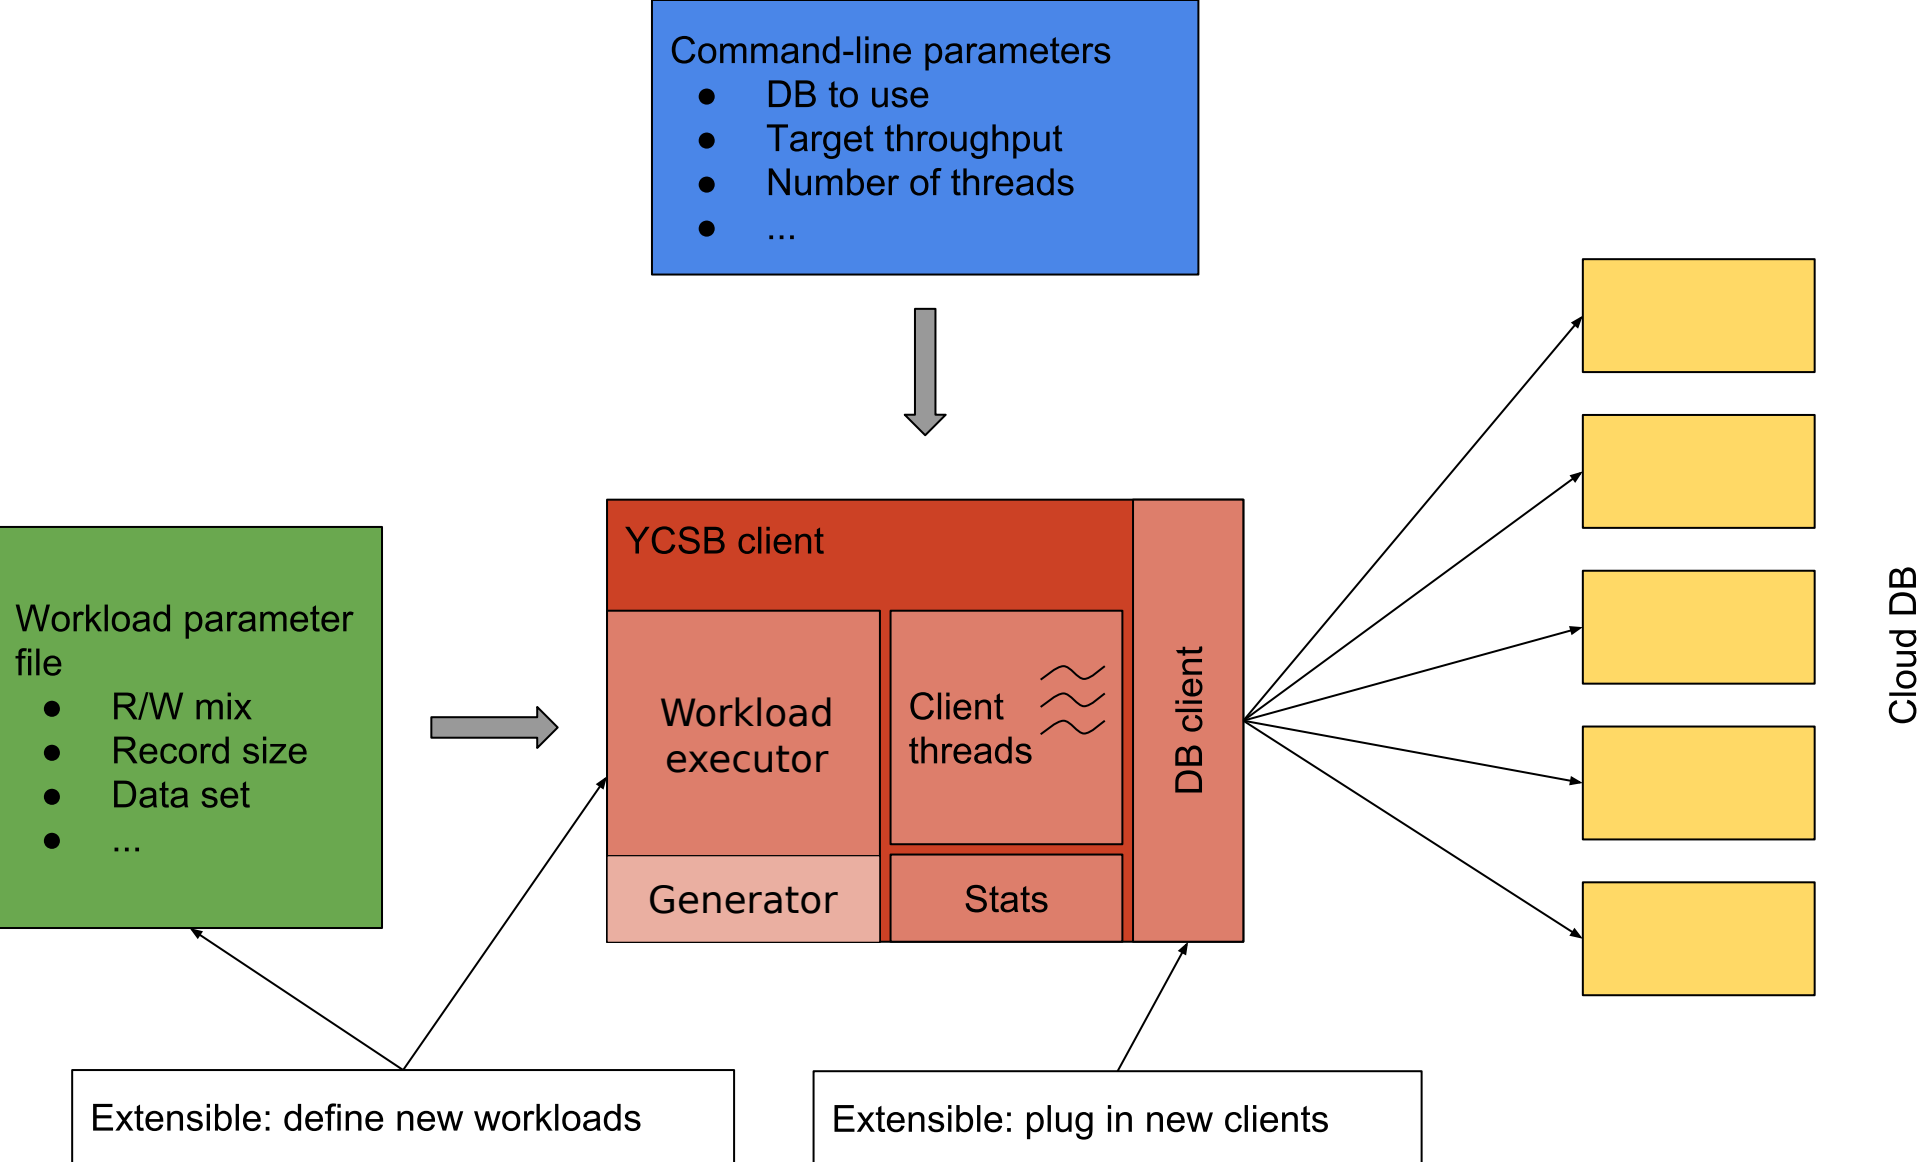 Command-line parameters
● DB to use
● Target throughput
● Number of threads
● ...
Workload parameter
file
● R/W mix
● Record size
● Data set
● ...
YCSB client
Workload
executor
Generator
Client
threads
Stats
DB client
Cloud DB
Extensible: define new workloads
Extensible: plug in new clients